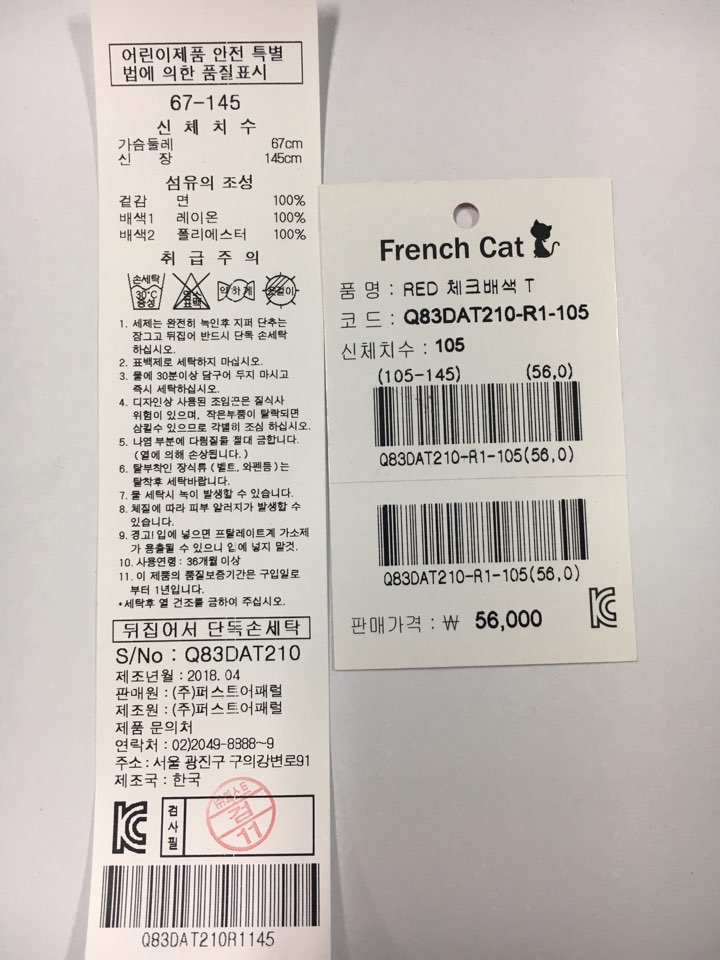 어린이제품 안전 특별
법에 의한 품질표시
67-145
신 체 치 수
가슴둘레 67cm
신 장 145cm
섬유의 조성
겉감 면 100%
배색1 레이온 100%
배색2 폴리에스터 100%
취 급 주 의
손세탁 30°C 중성 염소 표백 약하게 옷걸이
1. 세제는 완전히 녹인후 지퍼 단추는
잠그고 뒤집어 반드시 단독 손세탁
하십시오.
2. 표백제로 세탁하지 마십시오.
3. 물에 30분이상 담구어 두지 마시고
즉시 세탁하십시오.
4. 디자인상 사용된 조임끈은 질식사
위험이 있으며, 작은부품이 탈락되면
삼킬수 있으므로 각별히 조심 하십시오.
5. 나염 부분에 다림질을 절대 금합니다.
(열에 의해 손상됩니다.)
6. 탈부착인 장식류 (벨트, 와펜등)는
탈착후 세탁바랍니다.
7. 물 세탁시 녹이 발생할 수 있습니다.
8. 체질에 따라 피부 알러지가 발생할 수
있습니다.
9. 경고! 입에 넣으면 프탈레이트계 가소제
가 용출될 수 있으니 입에 넣지 말것.
10. 사용연령 : 36개월 이상
11. 이 제품의 품질보증기간은 구입일로
부터 1년입니다.
*세탁후 열 건조를 금하여 주십시오.
뒤집어서 단독손세탁
S/No : Q83DAT210
제조년월 : 2018. 04
판매원 : (주)퍼스트어패럴
제조원 : (주)퍼스트어패럴
제품 문의처
연락처 : 02)2049-8888~9
주소 : 서울 광진구 구의강변로91
제조국 : 한국
검사필
(주)퍼스트
검
11
Q83DAT210R1145
French Cat
품 명 : RED 체크배색 T
코 드 : Q83DAT210-R1-105
신체치수 : 105
(105-145) (56,0)
Q83DAT210-R1-105(56,0)
Q83DAT210-R1-105(56,0)
판매가격 : ₩ 56,000